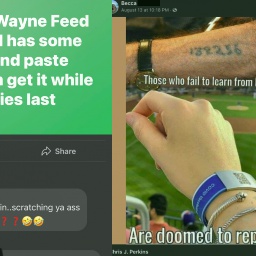 Wayne Feed
l has some
nd paste
n get it while
ies last
Share
in..scratching ya ass
❓❓🤣🤣
Becca
August 13 at 10:16 PM
Those who fail to learn from
Are doomed to rep
hris J. Perkins